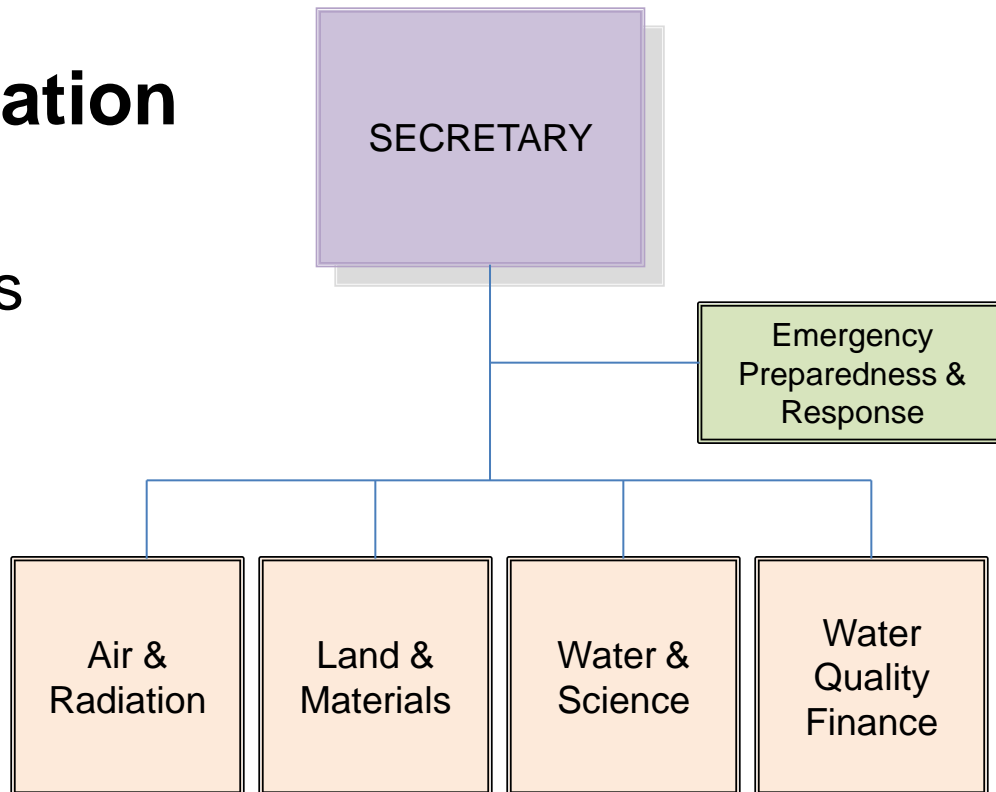 ation
s
SECRETARY
Emergency
Preparedness &
Response
Air &
Radiation
Land &
Materials
Water &
Science
Water
Quality
Finance